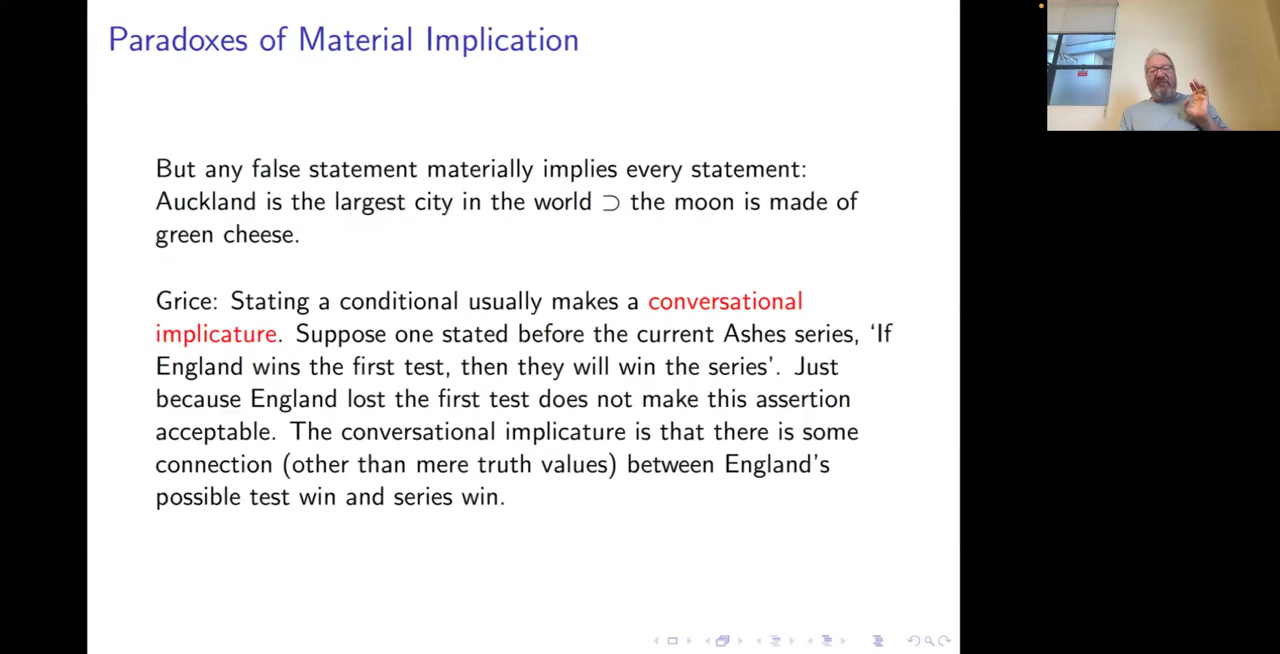 Paradoxes of Material Implication
But any false statement materially implies every statement:
Auckland is the largest city in the world ⊃ the moon is made of
green cheese.
Grice: Stating a conditional usually makes a conversational
implicature. Suppose one stated before the current Ashes series, ‘If
England wins the first test, then they will win the series’. Just
because England lost the first test does not make this assertion
acceptable. The conversational implicature is that there is some
connection (other than mere truth values) between England’s
possible test win and series win.